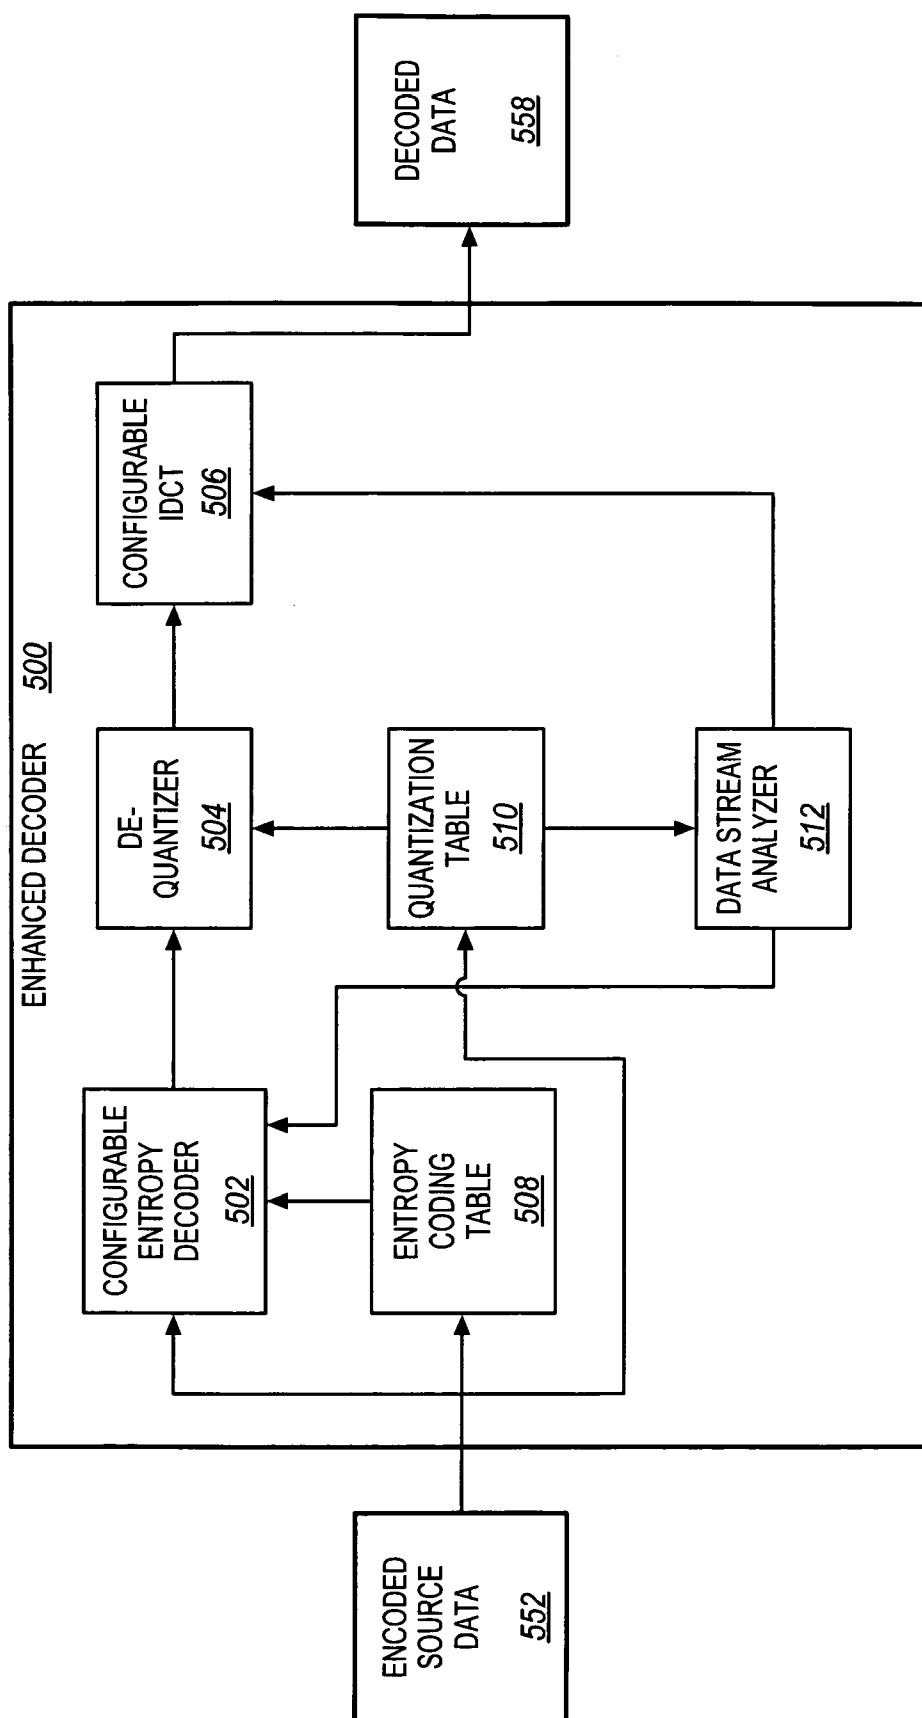 ENHANCED DECODER
500
CONFIGURABLE
ENTROPY
DECODER
502
DE-
QUANTIZER
504
CONFIGURABLE
IDCT
506
ENCODED
SOURCE
DATA
552
ENTROPY
CODING
TABLE
508
QUANTIZATION
TABLE
510
DECODED
DATA
558
DATA STREAM
ANALYZER
512